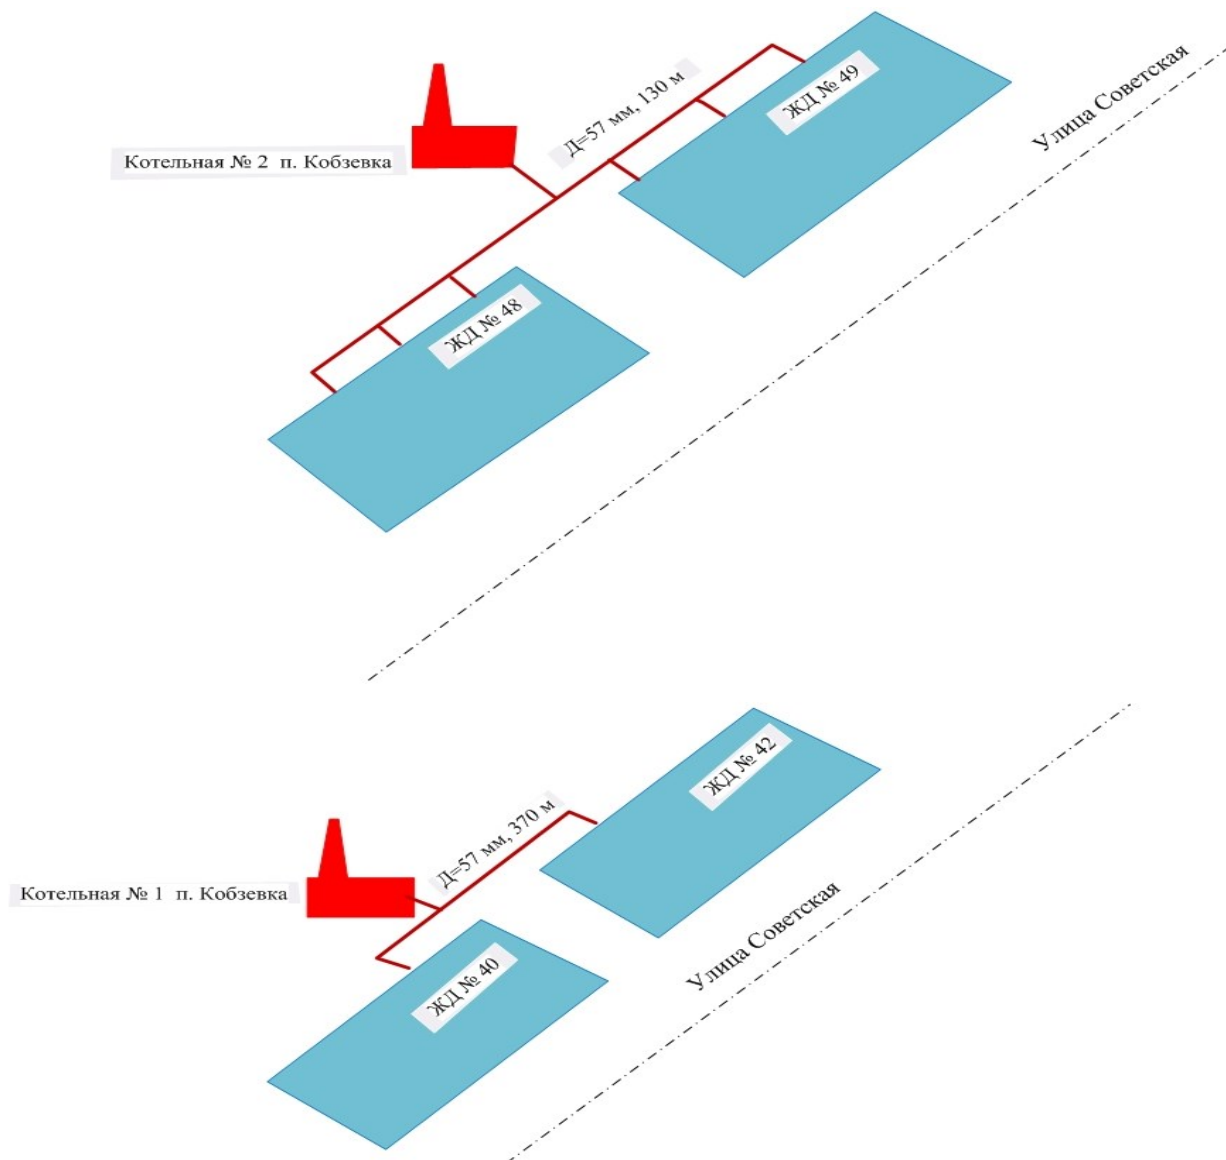 ЖД № 49
Улица Советская
Д=57 мм, 130 м
Котельная № 2 п. Кобзевка
ЖД № 48
ЖД № 42
Д=57 мм, 370 м
Котельная № 1 п. Кобзевка
Улица Советская
ЖД № 40